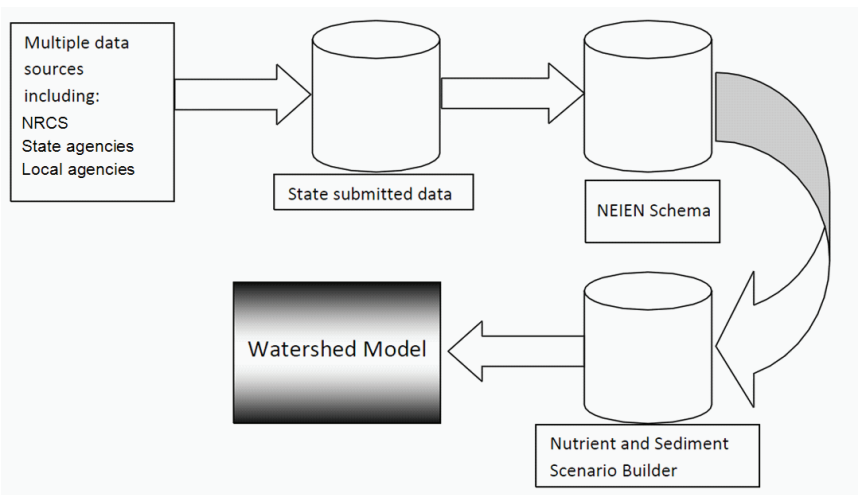 Multiple data
sources
including:
NRCS
State agencies
Local agencies
State submitted data
NEIEN Schema
Watershed Model
Nutrient and Sediment
Scenario Builder